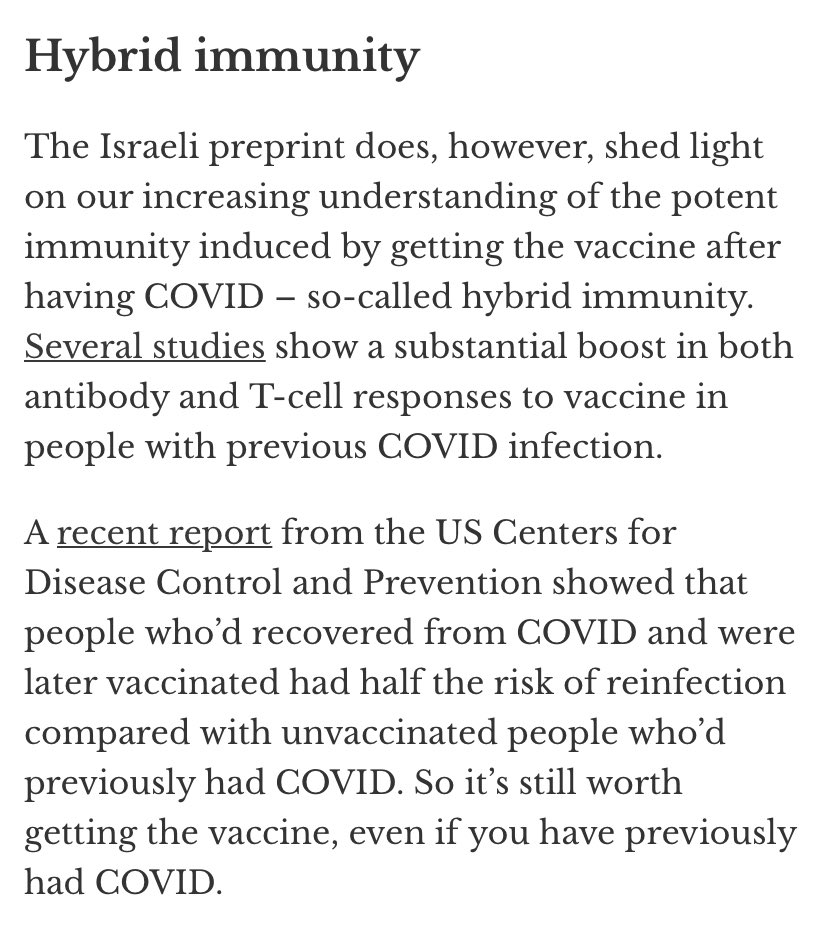 Hybrid immunity
The Israeli preprint does, however, shed light
on our increasing understanding of the potent
immunity induced by getting the vaccine after
having COVID – so-called hybrid immunity.
Several studies show a substantial boost in both
antibody and T-cell responses to vaccine in
people with previous COVID infection.
A recent report from the US Centers for
Disease Control and Prevention showed that
people who’d recovered from COVID and were
later vaccinated had half the risk of reinfection
compared with unvaccinated people who’d
previously had COVID. So it’s still worth
getting the vaccine, even if you have previously
had COVID.